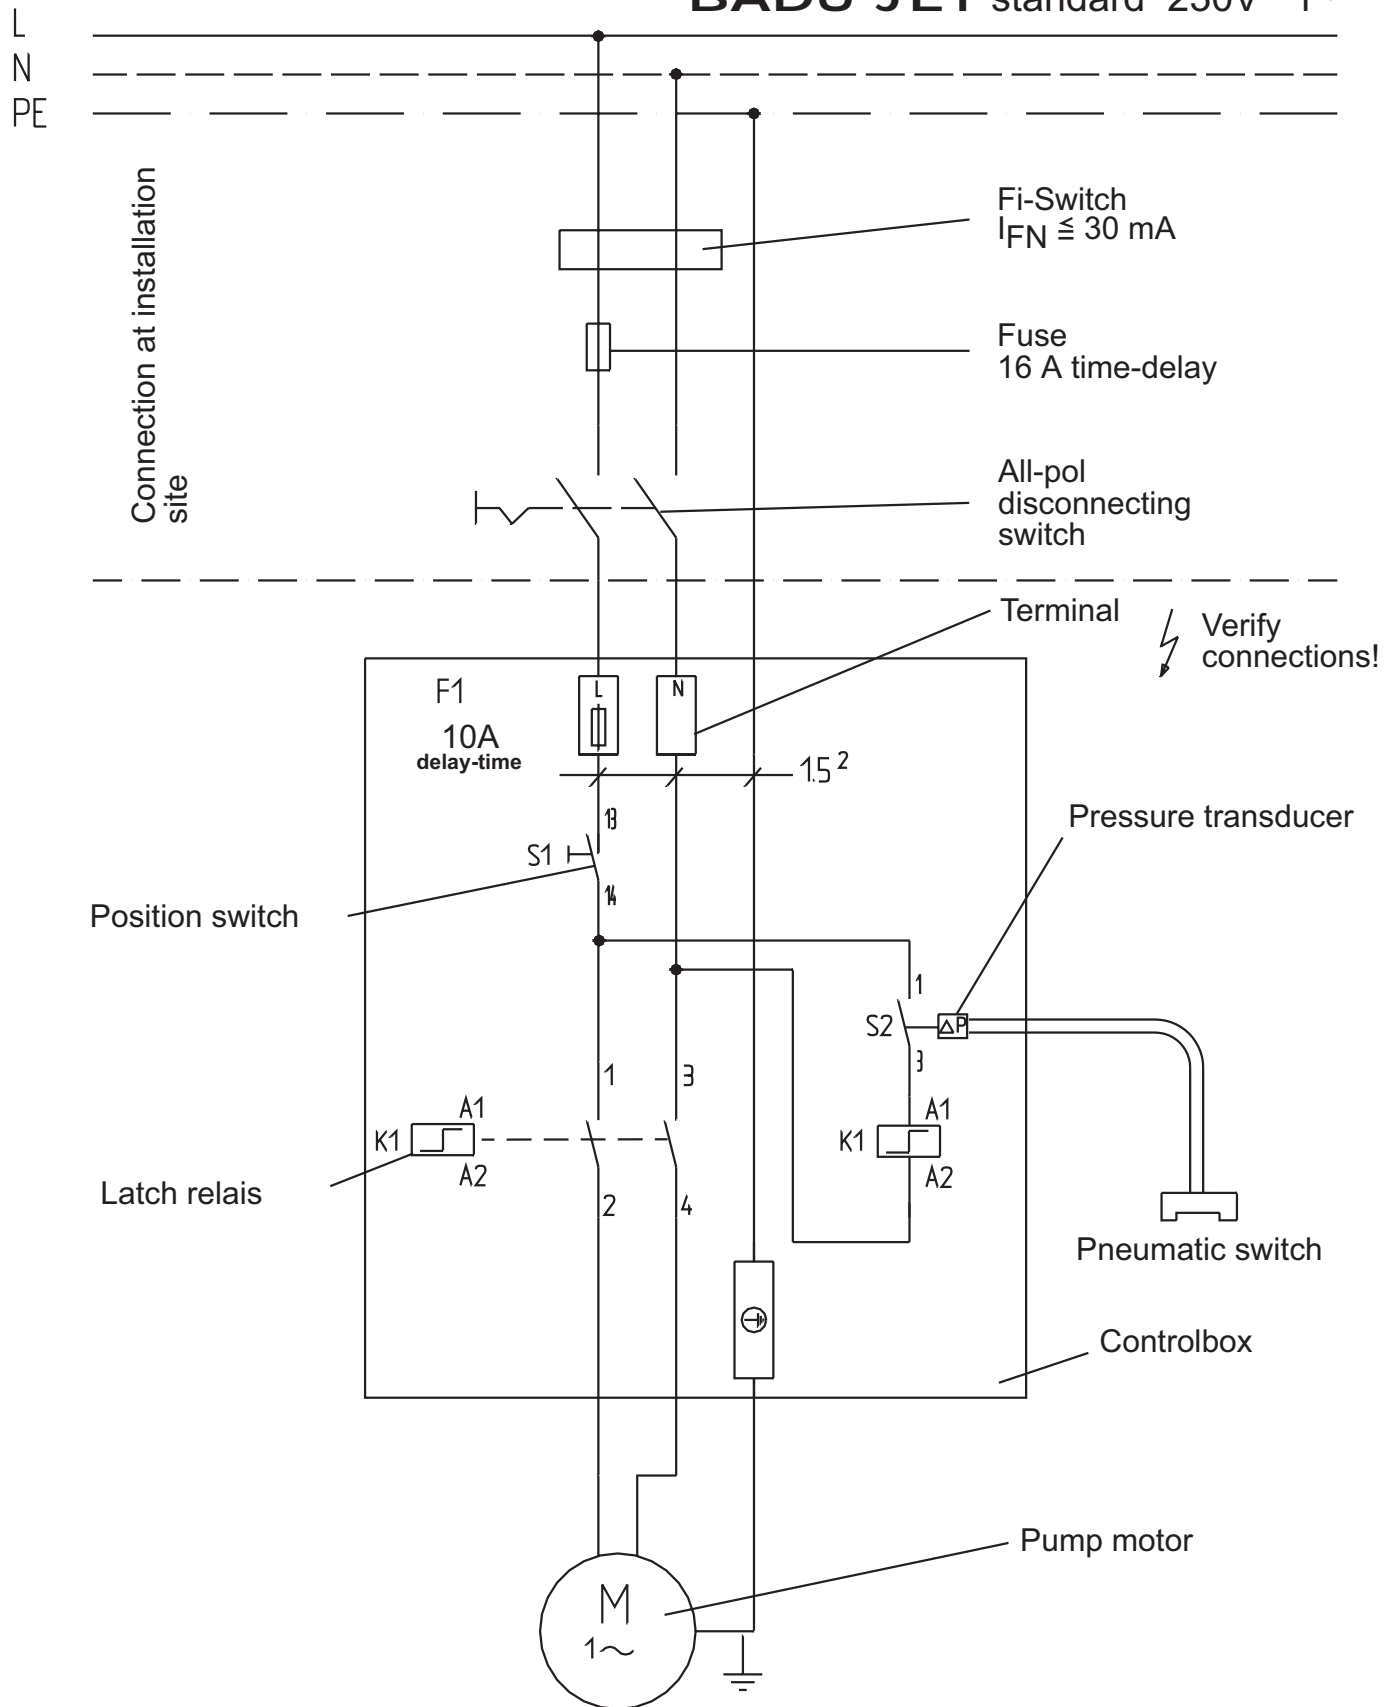 BADU JET standard 230V 1~
L
N
PE
Connection at installation
site
Fi-Switch
IFN ≦ 30 mA
Fuse
16 A time-delay
All-pol
disconnecting
switch
Terminal
Verify
connections!
F1
L
N
10A
delay-time
1.5²
13
Pressure transducer
S1
14
Position switch
1
S2
ΔP
3
1
3
A1
A1
K1
K1
A2
A2
Latch relais
2
4
Pneumatic switch
Controlbox
Pump motor
M
1~